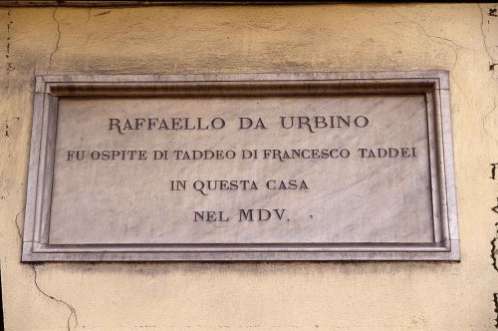 RAFFAELLO DA URBINO
FU OSPITE DI TADDEO DI FRANCESCO TADDEI
IN QUESTA CASA
NEL MDV.